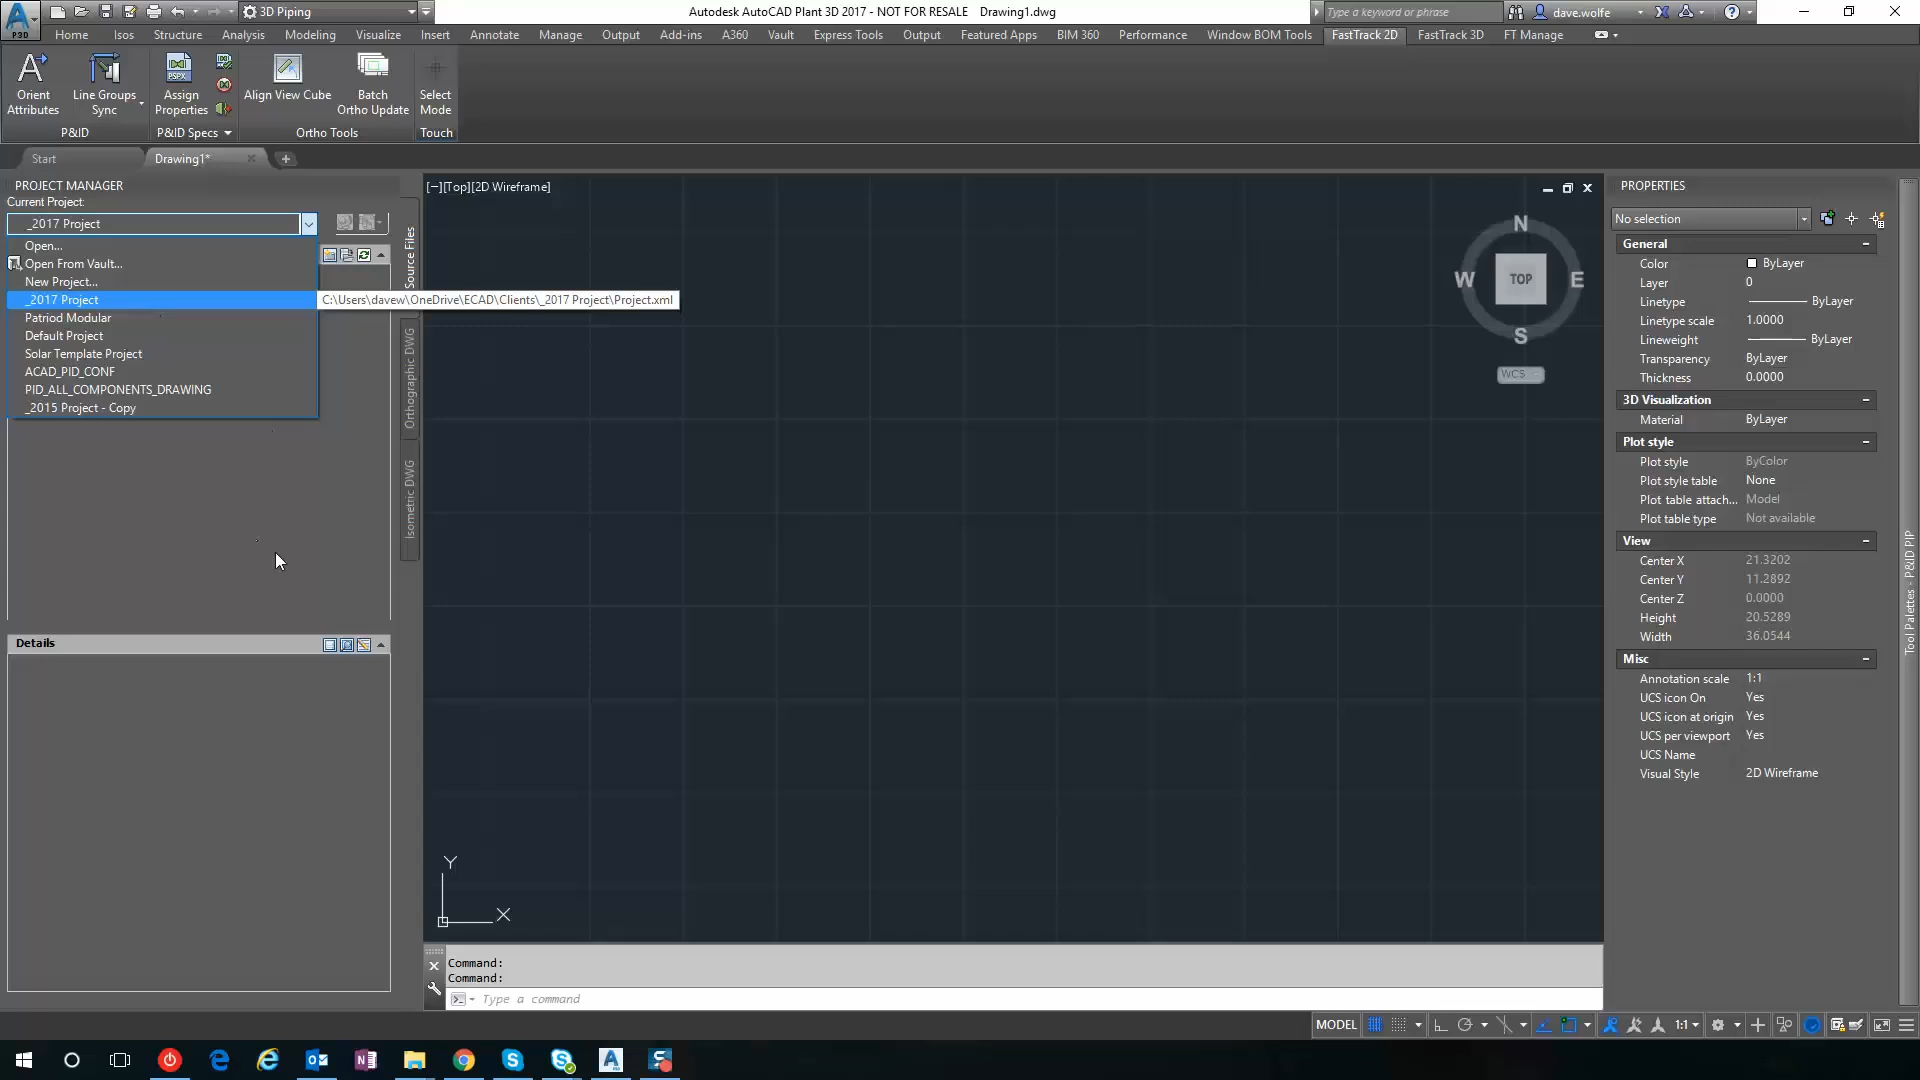 3D Piping
Autodesk AutoCAD Plant 3D 2017 - NOT FOR RESALE Drawing1.dwg
Type a keyword or phrase
dave.wolfe
P3D
Home Isos Structure Analysis Modeling Visualize Insert Annotate Manage Output Add-ins A360 Vault Express Tools Output Featured Apps BIM 360 Performance Window BOM Tools FastTrack 2D FastTrack 3D FT Manage
Orient Attributes
Line Groups Sync
Assign Properties
Align View Cube
Batch Ortho Update
Select Mode
P&ID
P&ID Specs
Ortho Tools
Touch
Start
Drawing1*
PROJECT MANAGER
Current Project:
_2017 Project
Open...
Open From Vault...
New Project...
_2017 Project
C:\Users\davew\OneDrive\ECAD\Clients\_2017 Project\Project.xml
Patriod Modular
Default Project
Solar Template Project
ACAD_PID_CONF
PID_ALL_COMPONENTS_DRAWING
_2015 Project - Copy
Source Files
Orthographic DWG
Isometric DWG
Details
[−][Top][2D Wireframe]
N
W TOP E
S
WCS
Y
X
Command:
Command:
Type a command
PROPERTIES
No selection
General
Color ByLayer
Layer 0
Linetype ByLayer
Linetype scale 1.0000
Lineweight ByLayer
Transparency ByLayer
Thickness 0.0000
3D Visualization
Material ByLayer
Plot style
Plot style ByColor
Plot style table None
Plot table attach... Model
Plot table type Not available
View
Center X 21.3202
Center Y 11.2892
Center Z 0.0000
Height 20.5289
Width 36.0544
Misc
Annotation scale 1:1
UCS icon On Yes
UCS icon at origin Yes
UCS per viewport Yes
UCS Name
Visual Style 2D Wireframe
Tool Palettes - P&ID PIP
MODEL
1:1